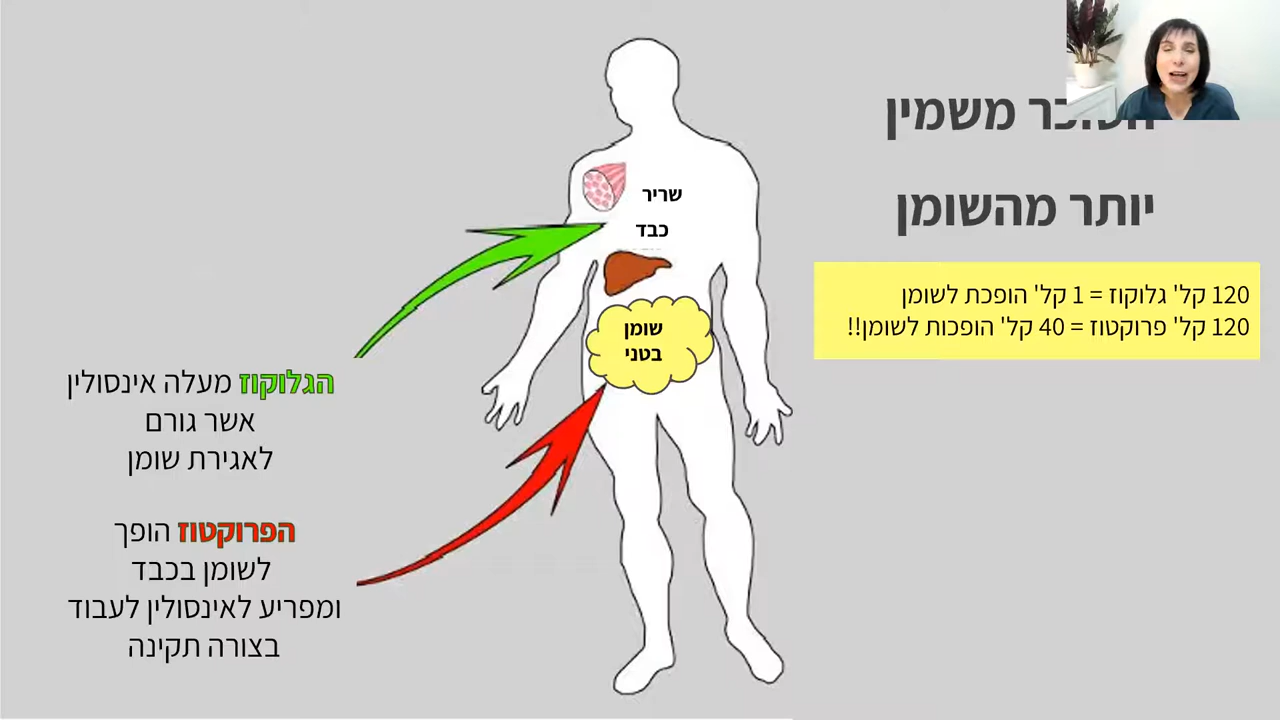 משמין
יותר מהשומן
120 קל' גלוקוז = 1 קל' הופכת לשומן
120 קל' פרוקטוז = 40 קל' הופכות לשומן!!
שריר
כבד
שומן
בטני
הגלוקוז מעלה אינסולין
אשר גורם
לאגירת שומן
הפרוקטוז הופך
לשומן בכבד
ומפריע לאינסולין לעבוד
בצורה תקינה